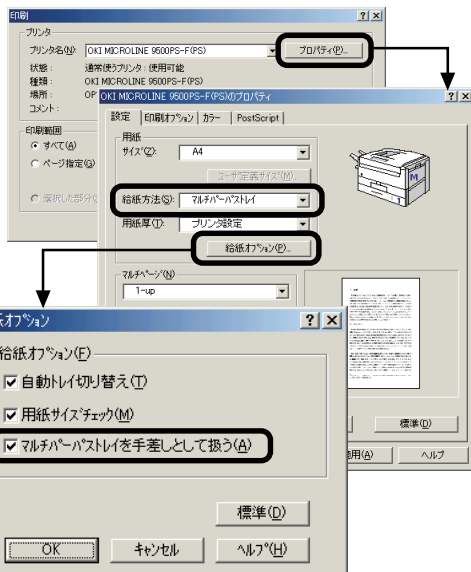 印刷
プリンタ
プリンタ名(N): OKI MICROLINE 9500PS-F(PS) プロパティ(P)...
状態: 通常使うプリンタ; 使用可能
種類: OKI MICROLINE 9500PS-F(PS)
場所: OP
コメント:
印刷範囲
すべて(A)
ページ指定(G)
選択した部分(
OKI MICROLINE 9500PS-F(PS)のプロパティ
設定 印刷オプション カラー PostScript
用紙
サイズ(Z): A4
ユーザ定義サイズ(M)...
給紙方法(S): マルチパーパストレイ
用紙厚(T): プリンタ設定
給紙オプション(P)...
マルチページ(N)
1-up
M
1
標準(D)
用(A) ヘルプ
紙オプション
給紙オプション(F)
自動トレイ切り替え(T)
用紙サイズチェック(M)
マルチパーパストレイを手差しとして扱う(A)
標準(D)
OK キャンセル ヘルプ(H)